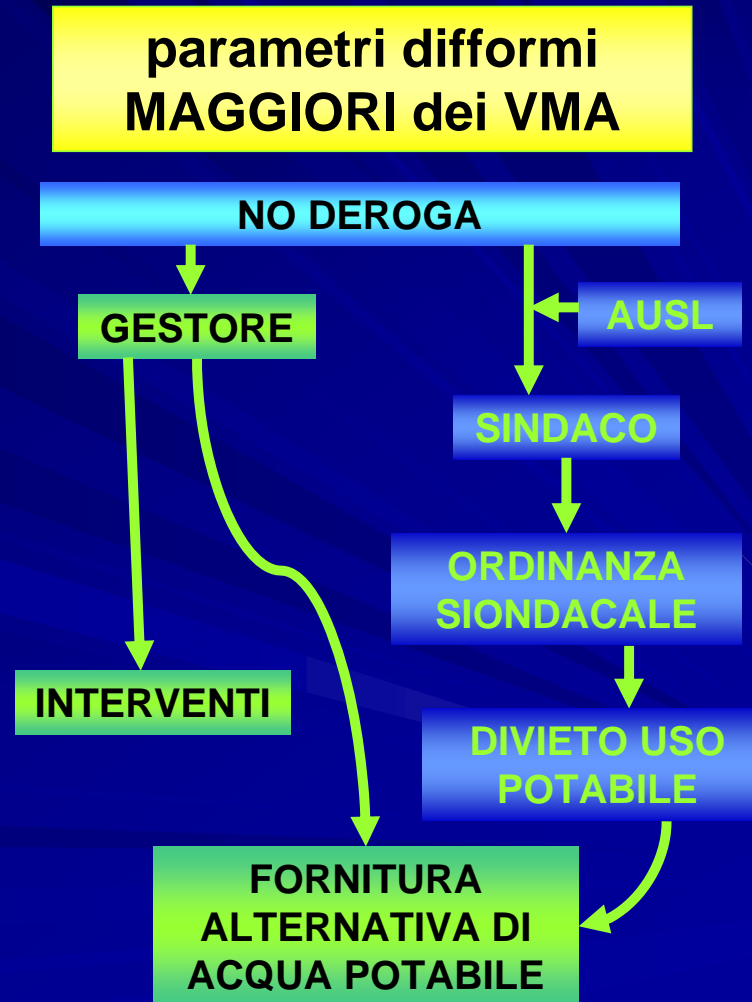 parametri difformi
MAGGIORI dei VMA
NO DEROGA
GESTORE
AUSL
SINDACO
ORDINANZA
SIONDACALE
INTERVENTI
DIVIETO USO
POTABILE
FORNITURA
ALTERNATIVA DI
ACQUA POTABILE